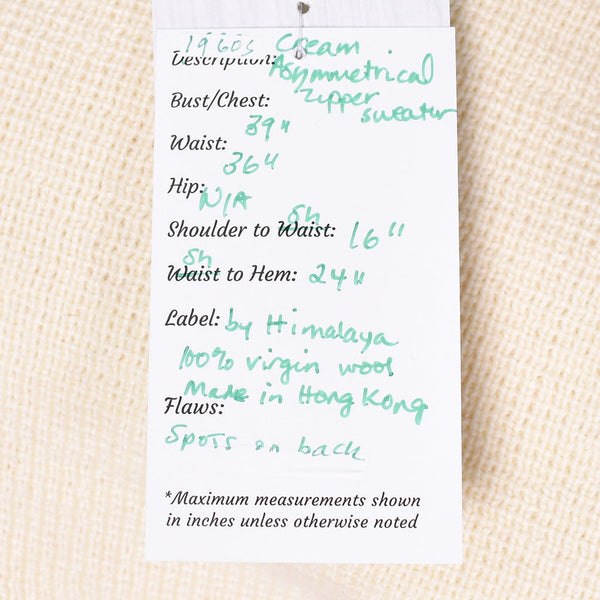 1960s Cream
Description: Asymmetrical
Zipper
Bust/Chest: sweater
39"
Waist:
36"
Hip: N/A
Sh
Shoulder to Waist: 16"
Sh
Waist to Hem: 24"
Label: by Himalaya
100% virgin wool
Made in Hong Kong
Flaws:
Spots on back
*Maximum measurements shown
in inches unless otherwise noted